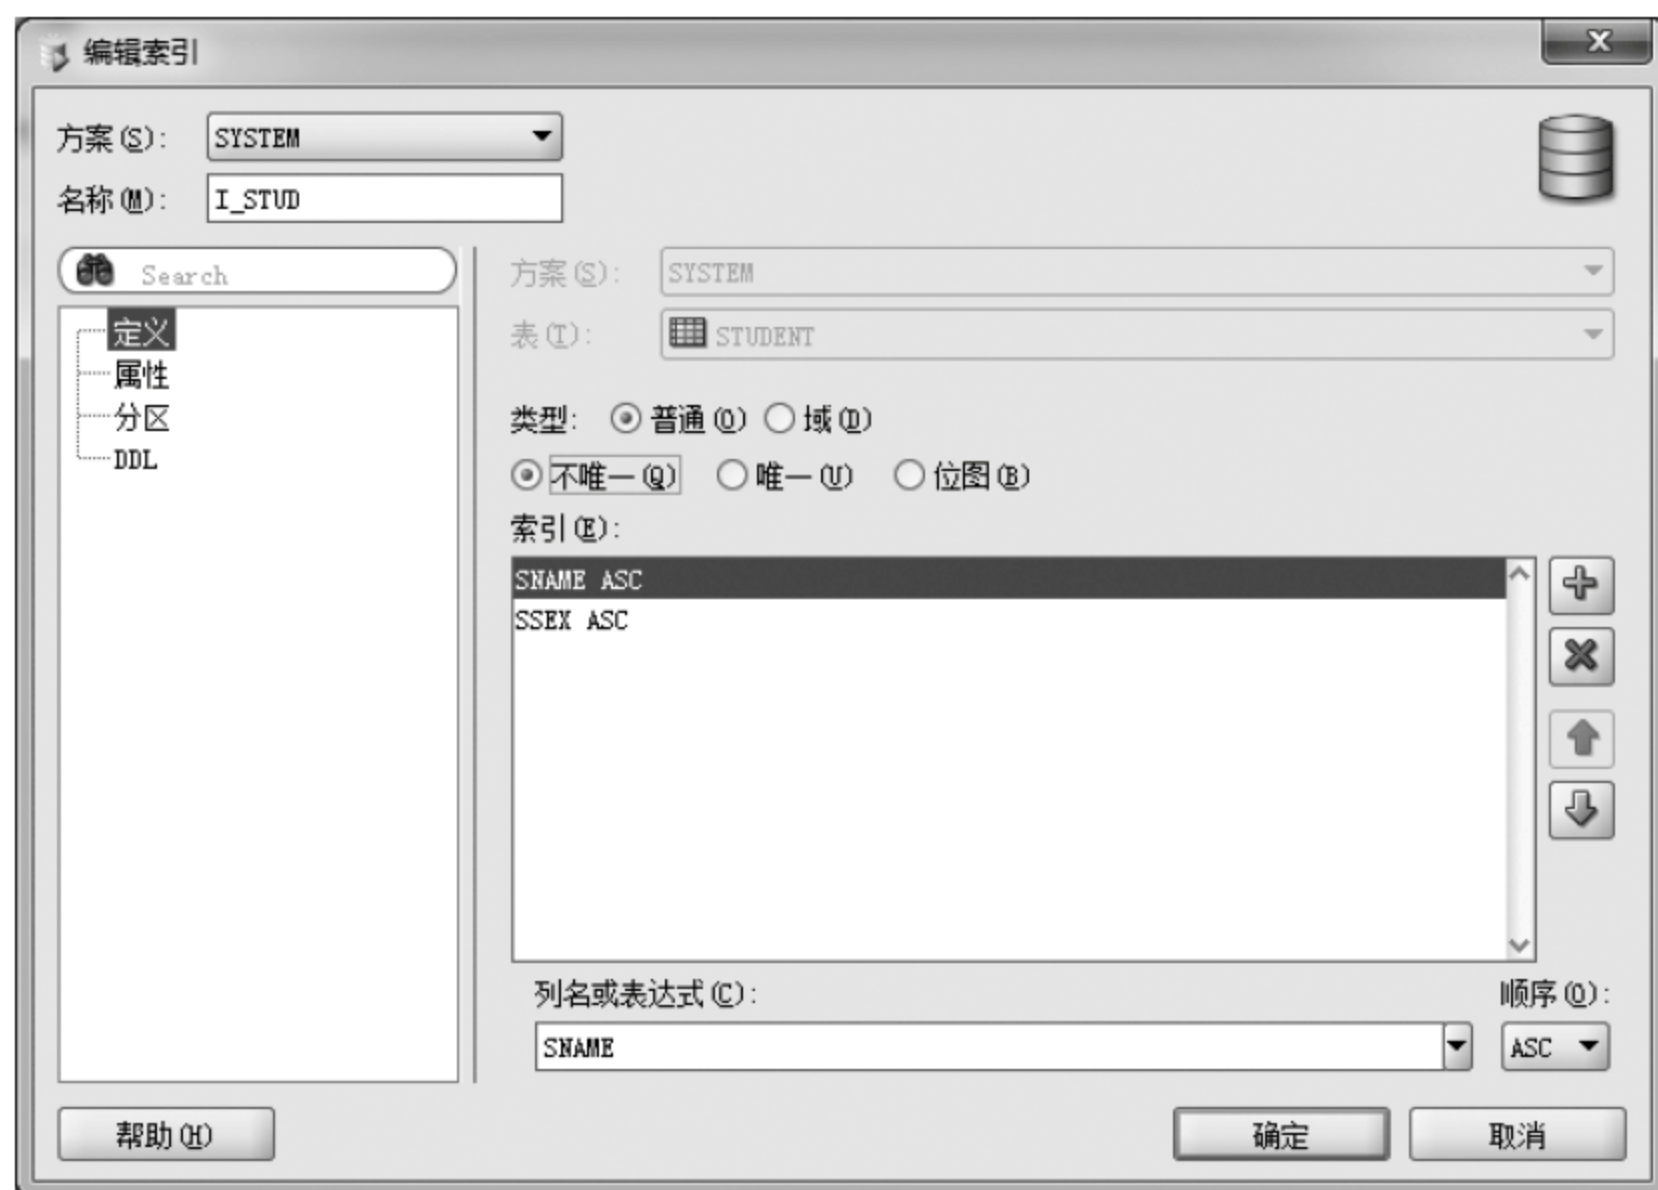 编辑索引
方案(S): SYSTEM
名称(M): I_STUD
Search
定义
属性
分区
DDL
方案(S): SYSTEM
表(T): STUDENT
类型: 普通(O) 域(D)
不唯一(Q) 唯一(U) 位图(B)
索引(E):
SNAME ASC
SSEX ASC
列名或表达式(C): 顺序(O):
SNAME ASC
帮助(H) 确定 取消